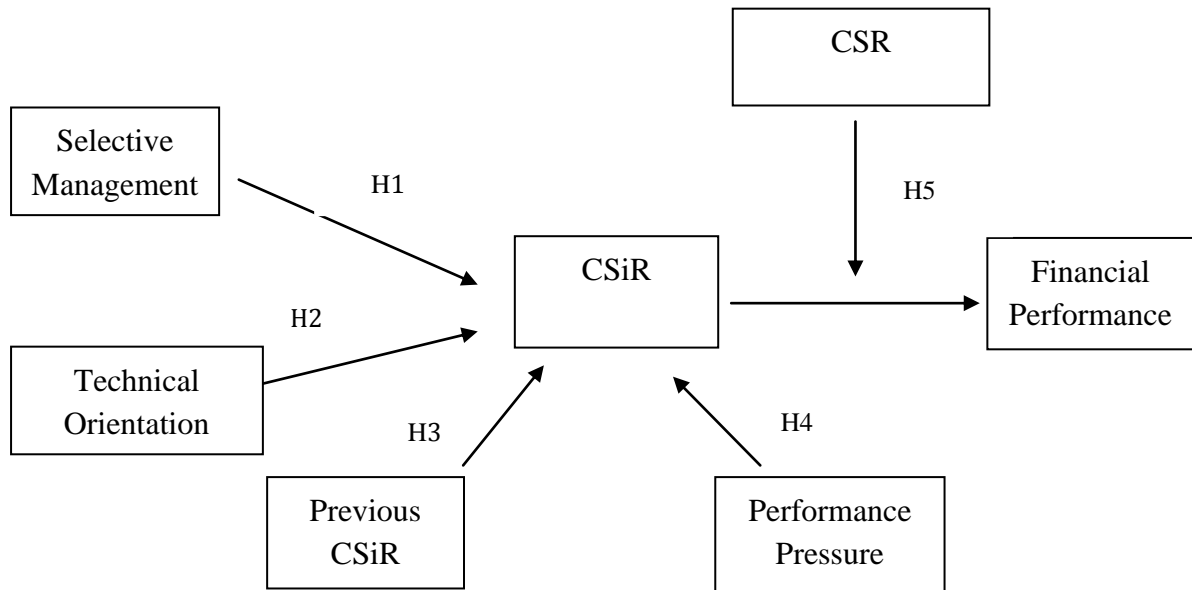 CSR
Selective
Management
H1
H5
CSiR
Financial
Performance
H2
Technical
Orientation
H3
H4
Previous
CSiR
Performance
Pressure